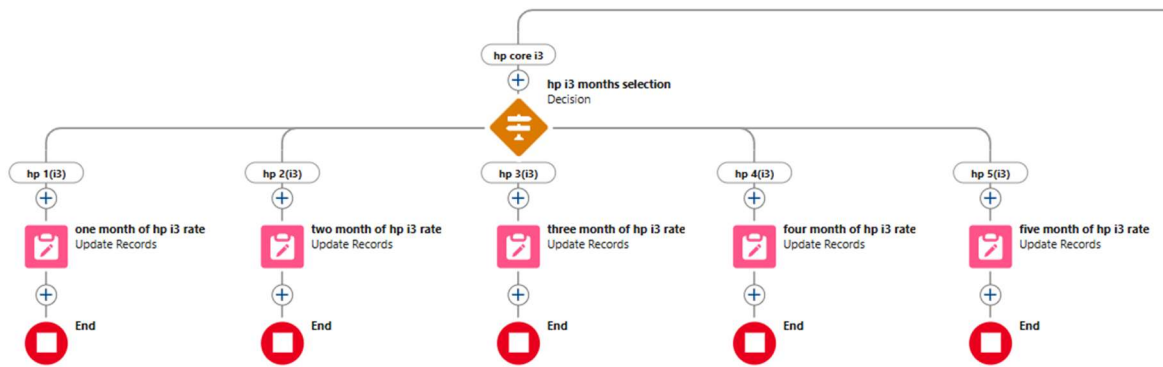 hp core i3
hp i3 months selection
Decision
hp 1(i3)
hp 2(i3)
hp 3(i3)
hp 4(i3)
hp 5(i3)
one month of hp i3 rate
Update Records
two month of hp i3 rate
Update Records
three month of hp i3 rate
Update Records
four month of hp i3 rate
Update Records
five month of hp i3 rate
Update Records
End
End
End
End
End